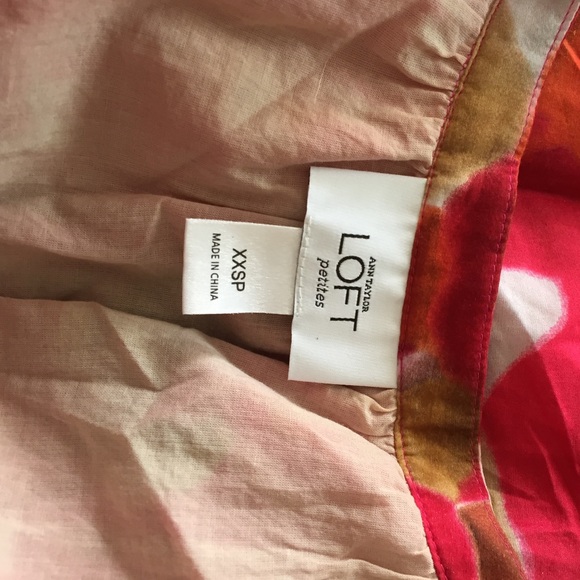 ANN TAYLOR
LOFT
petites
XXSP
MADE IN CHINA